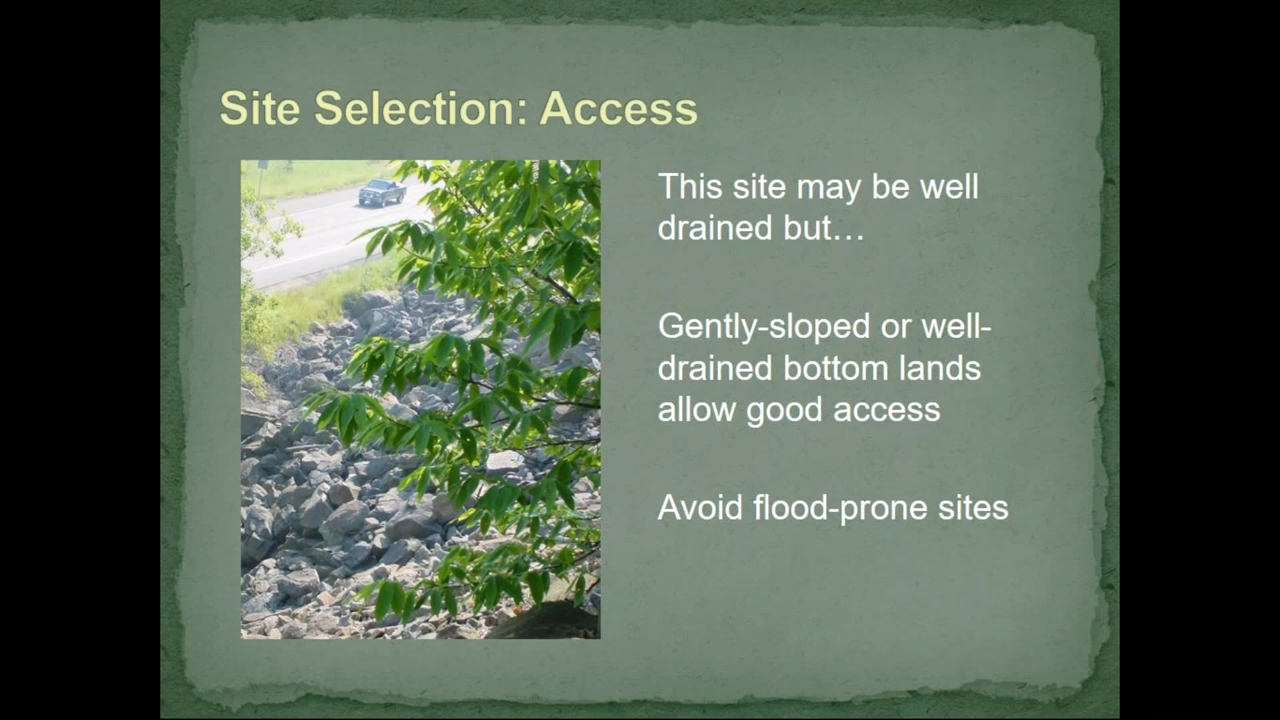 Site Selection: Access
This site may be well
drained but…
Gently-sloped or well-
drained bottom lands
allow good access
Avoid flood-prone sites